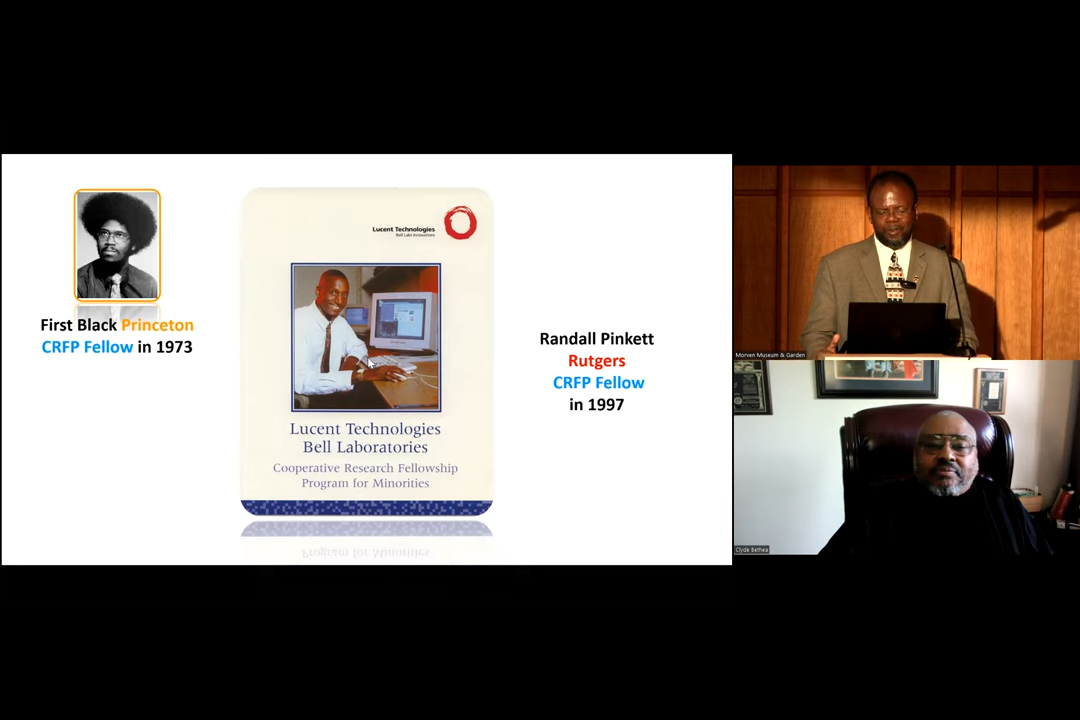 First Black Princeton
CRFP Fellow in 1973
Lucent Technologies
Bell Labs Innovations
Lucent Technologies
Bell Laboratories
Cooperative Research Fellowship
Program for Minorities
Randall Pinkett
Rutgers
CRFP Fellow
in 1997
Morven Museum & Garden
Clyde Bethea